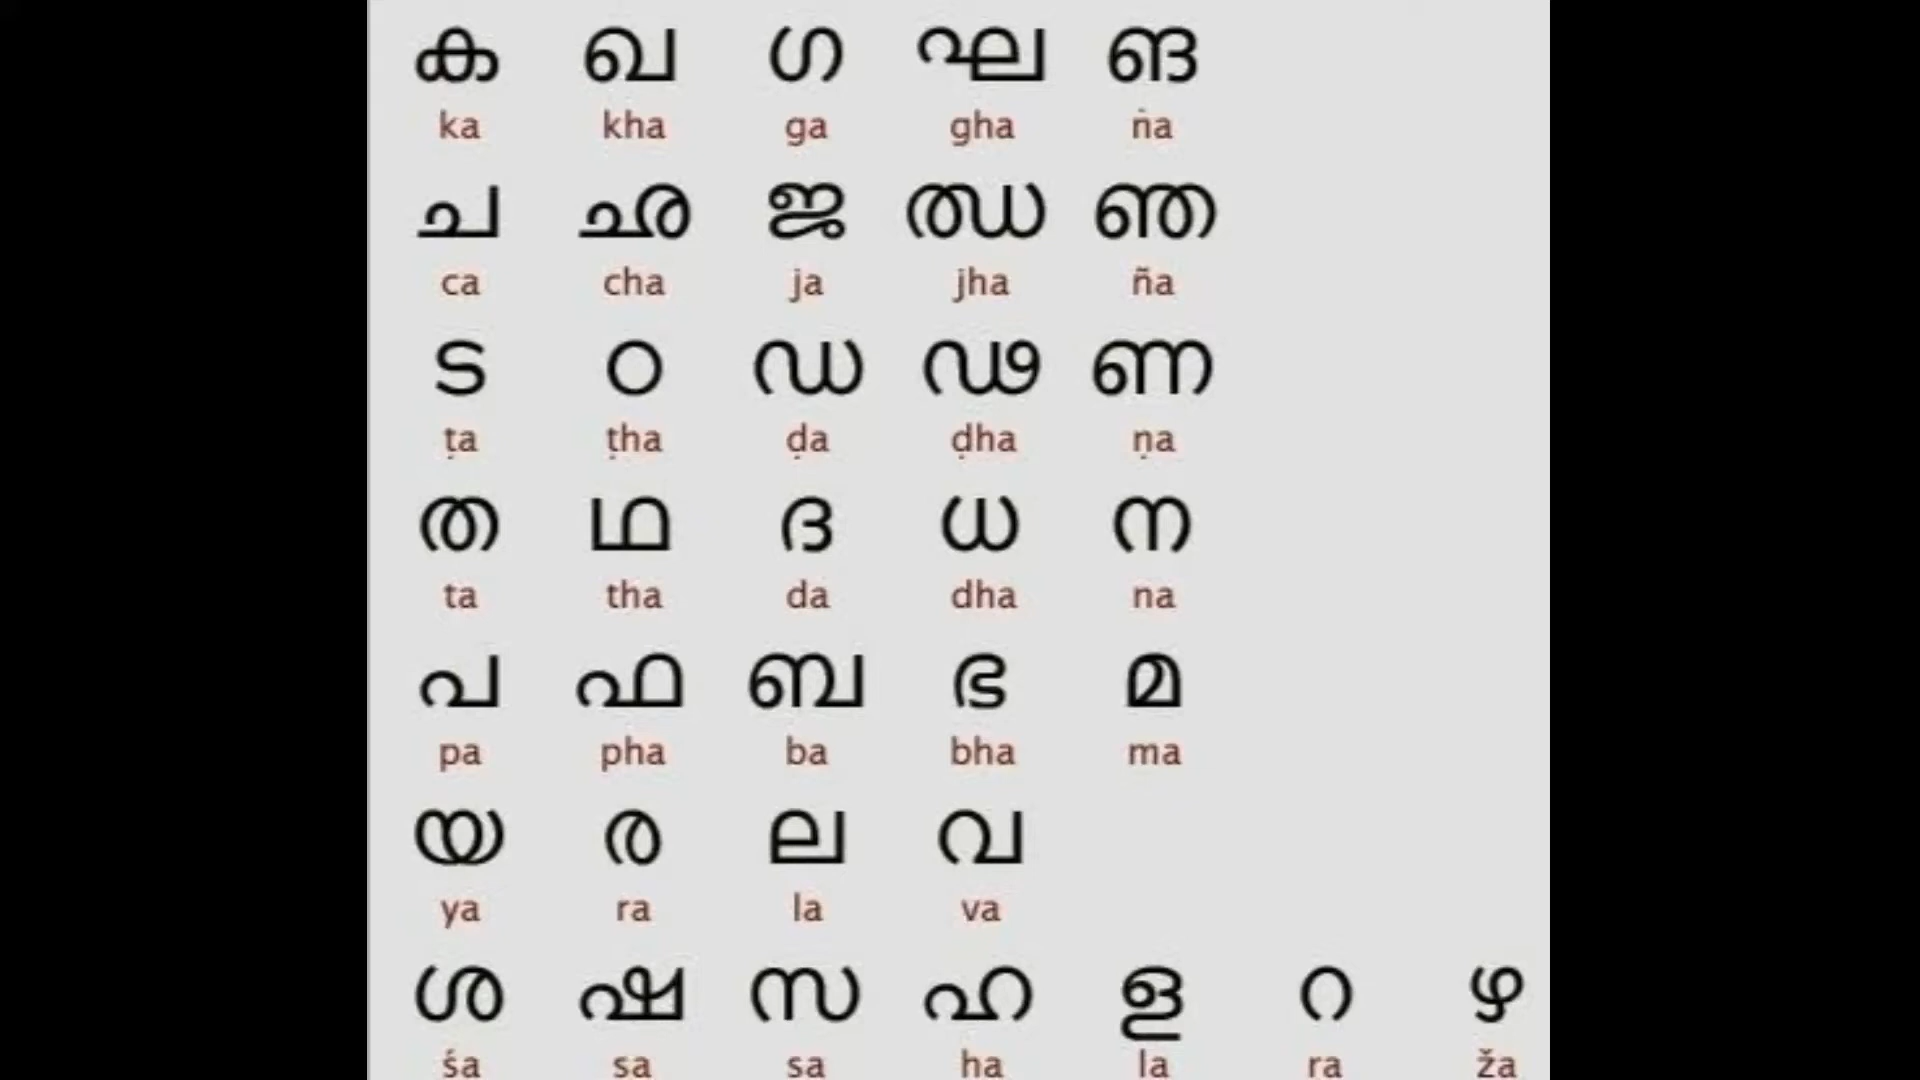 ക ഖ ഗ ഘ ങ
ka kha ga gha ṅa
ച ഛ ജ ഝ ഞ
ca cha ja jha ña
ട ഠ ഡ ഢ ണ
ṭa ṭha ḍa ḍha ṇa
ത ഥ ദ ധ ന
ta tha da dha na
പ ഫ ബ ഭ മ
pa pha ba bha ma
യ ര ല വ
ya ra la va
ശ ഷ സ ഹ ള റ ഴ
śa sa sa ha la ra ža